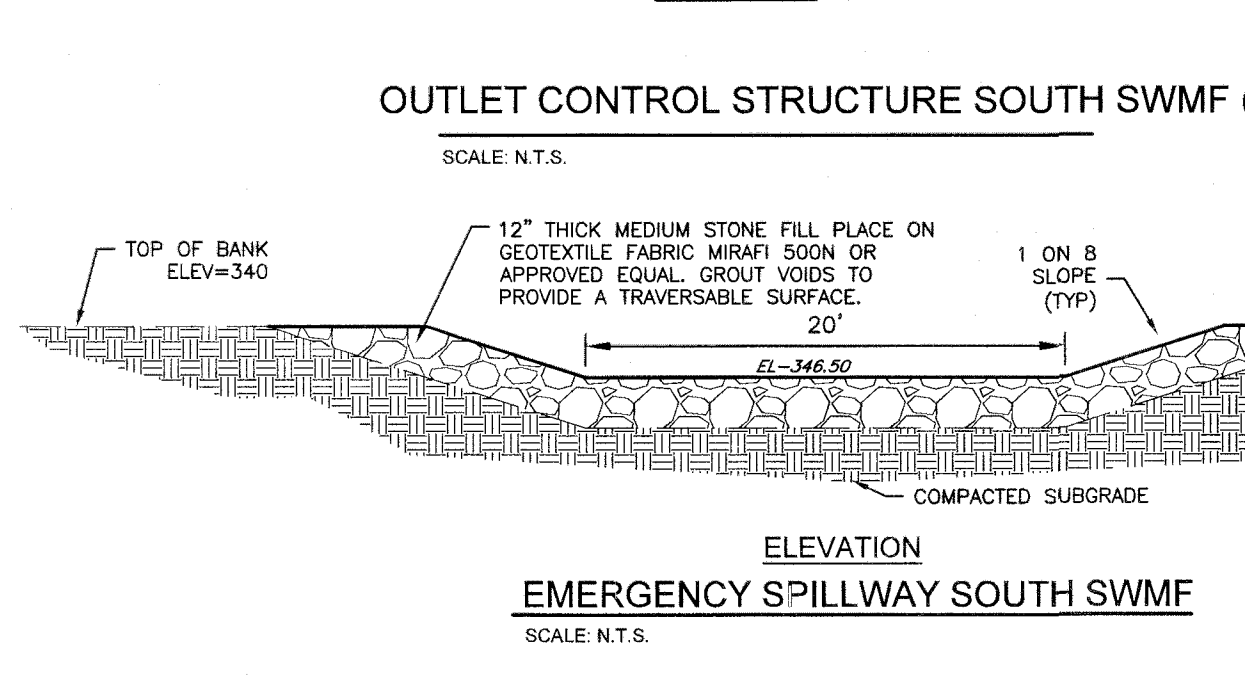 OUTLET CONTROL STRUCTURE SOUTH SWMF
SCALE: N.T.S.
TOP OF BANK
ELEV=340
12" THICK MEDIUM STONE FILL PLACE ON
GEOTEXTILE FABRIC MIRAFI 500N OR
APPROVED EQUAL. GROUT VOIDS TO
PROVIDE A TRAVERSABLE SURFACE.
1 ON 8
SLOPE
(TYP)
20'
EL-346.50
COMPACTED SUBGRADE
ELEVATION
EMERGENCY SPILLWAY SOUTH SWMF
SCALE: N.T.S.